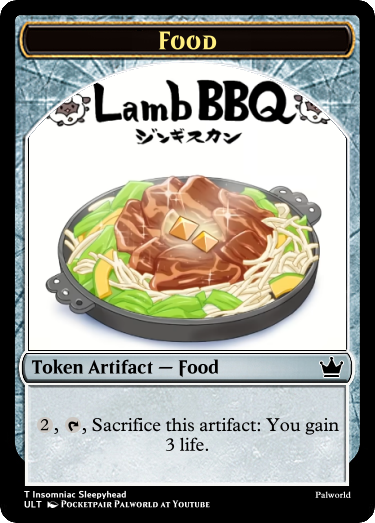 Food
Lamb BBQ
ジンギスカン
Token Artifact — Food
2, , Sacrifice this artifact: You gain
3 life.
T Insomniac Sleepyhead
Palworld
ULT Pocketpair Palworld at Youtube